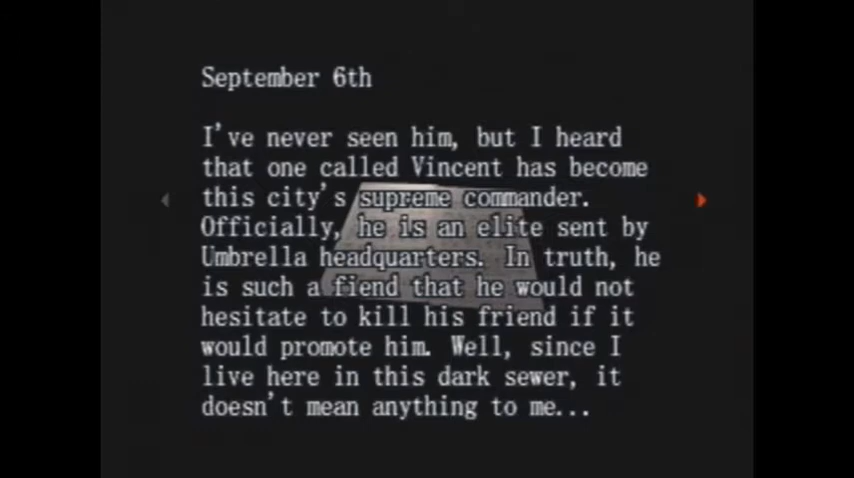 September 6th
I've never seen him, but I heard
that one called Vincent has become
this city's supreme commander.
Officially, he is an elite sent by
Umbrella headquarters. In truth, he
is such a fiend that he would not
hesitate to kill his friend if it
would promote him. Well, since I
live here in this dark sewer, it
doesn't mean anything to me...